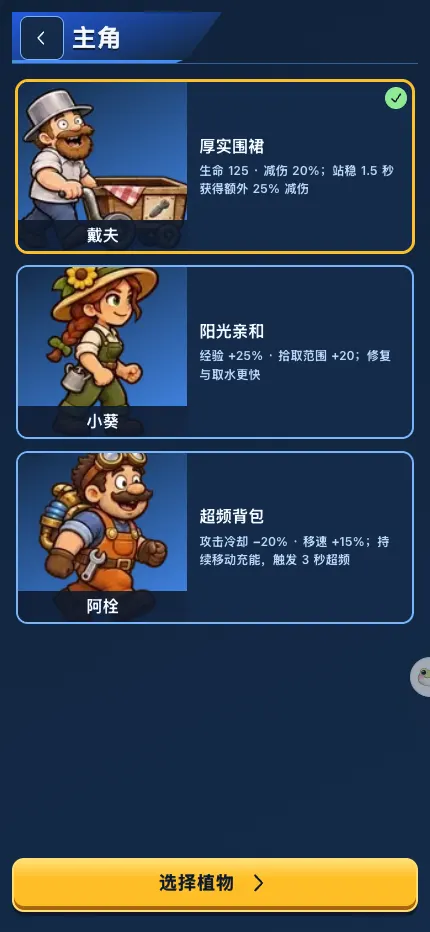 主角
厚实围裙
生命 125 · 减伤 20%；站稳 1.5 秒
获得额外 25% 减伤
戴夫
阳光亲和
经验 +25% · 拾取范围 +20；修复
与取水更快
小葵
超频背包
攻击冷却 −20% · 移速 +15%；持
续移动充能，触发 3 秒超频
阿栓
选择植物